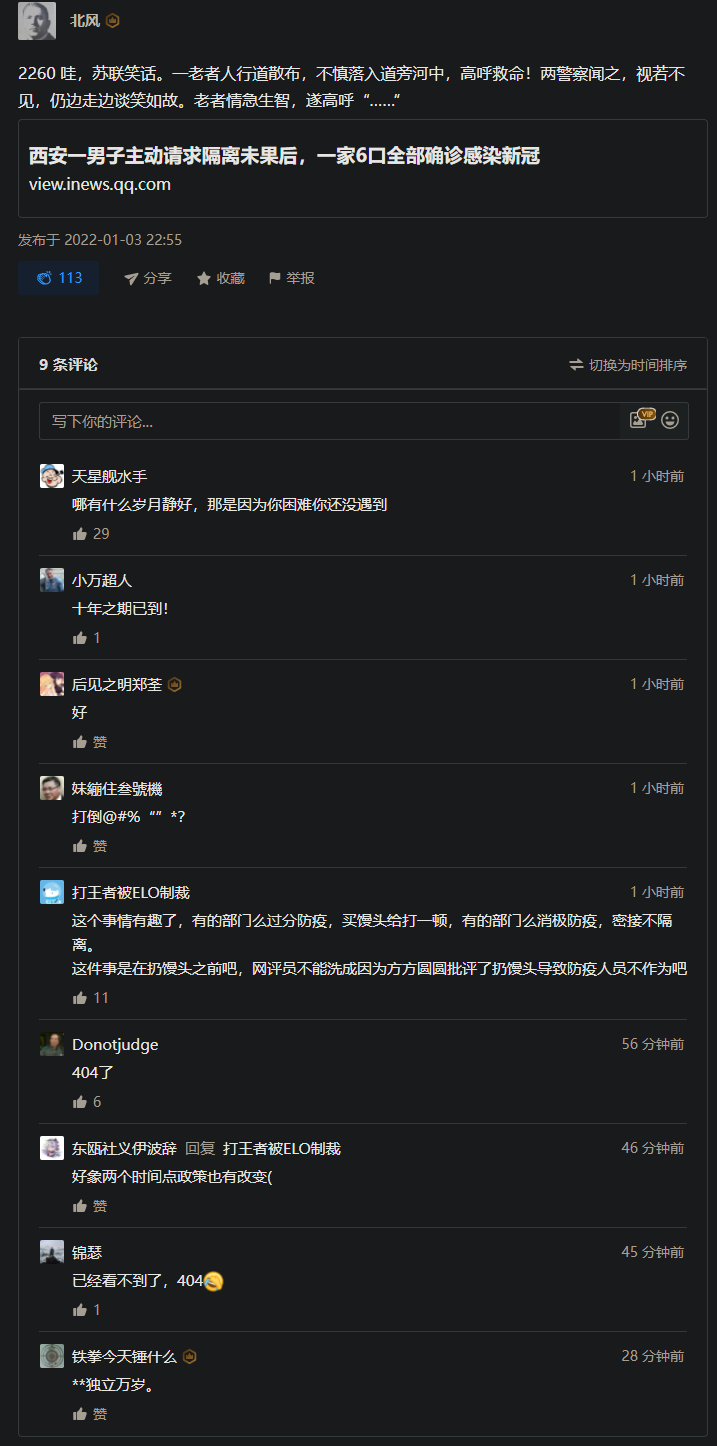 北风
2260 哇，苏联笑话。一老者人行道散布，不慎落入道旁河中，高呼救命！两警察闻之，视若不
见，仍边走边谈笑如故。老者情急生智，遂高呼“……“
西安一男子主动请求隔离未果后，一家6口全部确诊感染新冠
view.inews.qq.com
发布于 2022-01-03 22:55
113 分享 收藏 举报
9 条评论 切换为时间排序
写下你的评论... VIP
天星舰水手 1 小时前
哪有什么岁月静好，那是因为你困难你还没遇到
29
小万超人 1 小时前
十年之期已到！
1
后见之明郑荃 1 小时前
好
赞
妹繃住叁號機 1 小时前
打倒@#%“”*?
赞
打王者被ELO制裁 1 小时前
这个事情有趣了，有的部门么过分防疫，买馒头给打一顿，有的部门么消极防疫，密接不隔
离。
这件事是在扔馒头之前吧，网评员不能洗成因为方方圆圆批评了扔馒头导致防疫人员不作为吧
11
Donotjudge 56 分钟前
404了
6
东瓯社义伊波辞 回复 打王者被ELO制裁 46 分钟前
好象两个时间点政策也有改变(
赞
锦瑟 45 分钟前
已经看不到了，404😂
1
铁拳今天锤什么 28 分钟前
**独立万岁。
赞